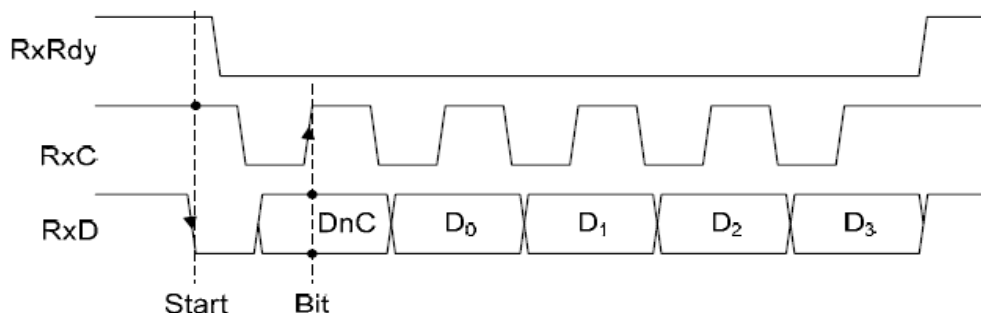 RxRdy
RxC
RxD
DnC D₀ D₁ D₂ D₃
Start Bit